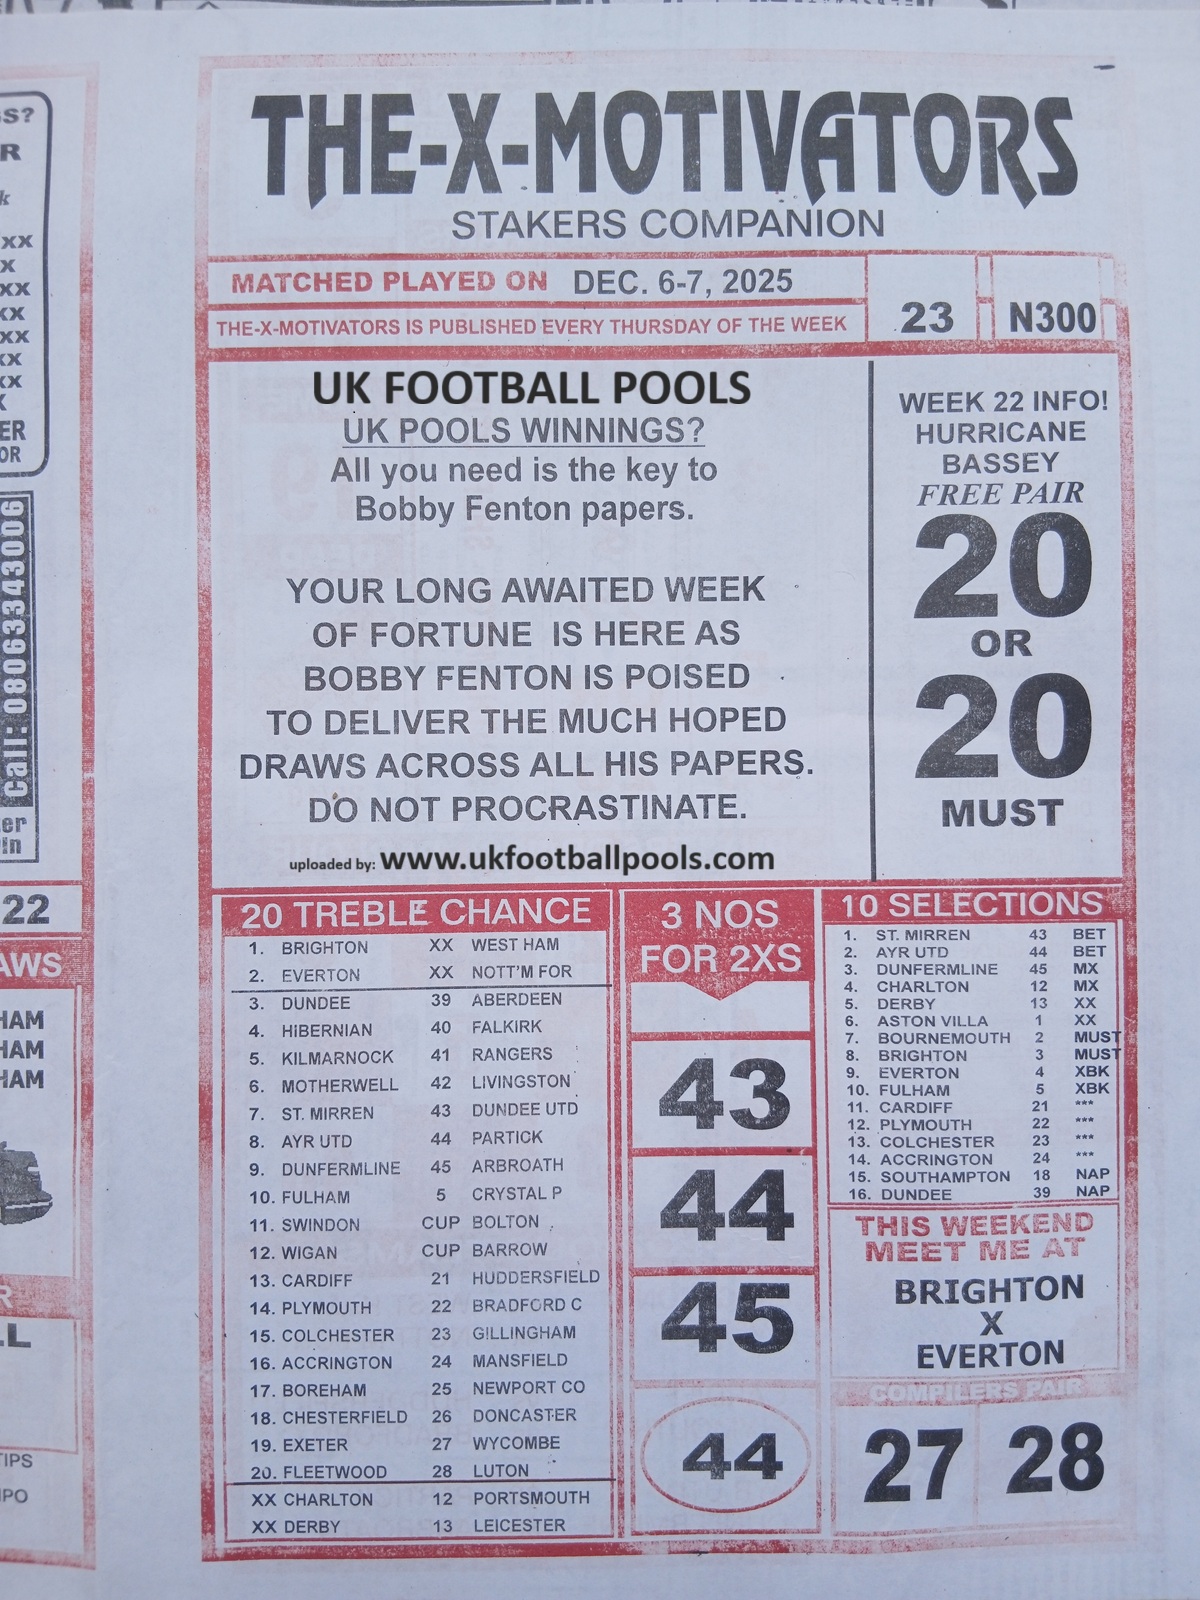 THE-X-MOTIVATORS
STAKERS COMPANION
MATCHED PLAYED ON DEC. 6-7, 2025
THE-X-MOTIVATORS IS PUBLISHED EVERY THURSDAY OF THE WEEK
23
N300
UK FOOTBALL POOLS
UK POOLS WINNINGS?
All you need is the key to
Bobby Fenton papers.
YOUR LONG AWAITED WEEK
OF FORTUNE IS HERE AS
BOBBY FENTON IS POISED
TO DELIVER THE MUCH HOPED
DRAWS ACROSS ALL HIS PAPERS.
DO NOT PROCRASTINATE.
uploaded by: www.ukfootballpools.com
WEEK 22 INFO!
HURRICANE
BASSEY
FREE PAIR
20
OR
20
MUST
20 TREBLE CHANCE
1. BRIGHTON XX WEST HAM
2. EVERTON XX NOTT'M FOR
3. DUNDEE 39 ABERDEEN
4. HIBERNIAN 40 FALKIRK
5. KILMARNOCK 41 RANGERS
6. MOTHERWELL 42 LIVINGSTON
7. ST. MIRREN 43 DUNDEE UTD
8. AYR UTD 44 PARTICK
9. DUNFERMLINE 45 ARBROATH
10. FULHAM 5 CRYSTAL P
11. SWINDON CUP BOLTON
12. WIGAN CUP BARROW
13. CARDIFF 21 HUDDERSFIELD
14. PLYMOUTH 22 BRADFORD C
15. COLCHESTER 23 GILLINGHAM
16. ACCRINGTON 24 MANSFIELD
17. BOREHAM 25 NEWPORT CO
18. CHESTERFIELD 26 DONCASTER
19. EXETER 27 WYCOMBE
20. FLEETWOOD 28 LUTON
XX CHARLTON 12 PORTSMOUTH
XX DERBY 13 LEICESTER
3 NOS
FOR 2XS
43
44
45
44
10 SELECTIONS
1. ST. MIRREN 43 BET
2. AYR UTD 44 BET
3. DUNFERMLINE 45 MX
4. CHARLTON 12 MX
5. DERBY 13 XX
6. ASTON VILLA 1 XX
7. BOURNEMOUTH 2 MUST
8. BRIGHTON 3 MUST
9. EVERTON 4 XBK
10. FULHAM 5 XBK
11. CARDIFF 21 ***
12. PLYMOUTH 22 ***
13. COLCHESTER 23 ***
14. ACCRINGTON 24 ***
15. SOUTHAMPTON 18 NAP
16. DUNDEE 39 NAP
THIS WEEKEND
MEET ME AT
BRIGHTON
X
EVERTON
COMPILERS PAIR
27 28
Call: 08063343006
22